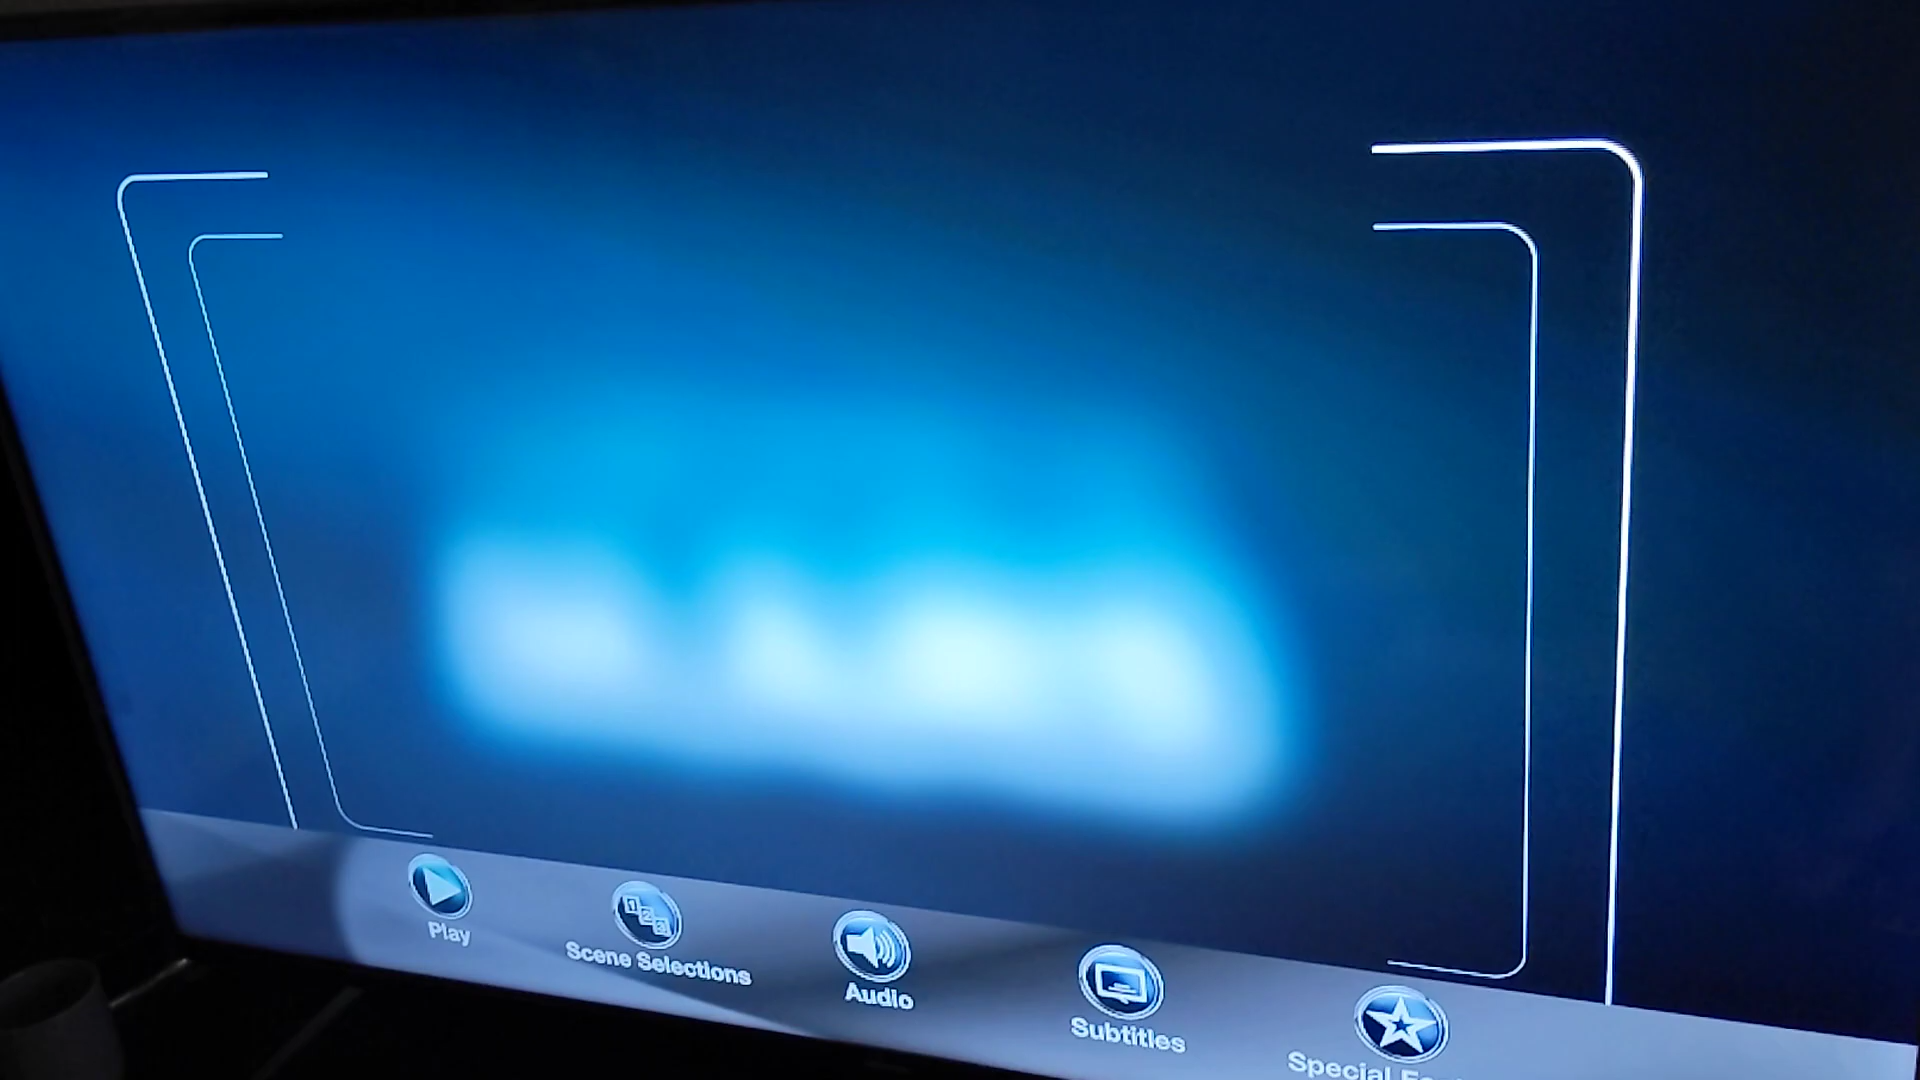 Play
Scene Selections
Audio
Subtitles
Special